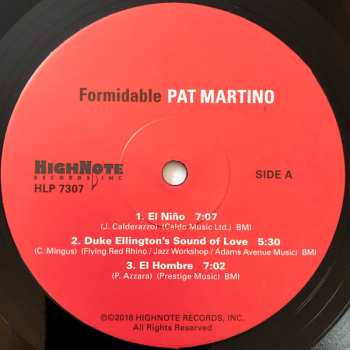 Formidable PAT MARTINO
HIGHNOTE
RECORDS, INC.
HLP 7307
SIDE A
1. El Niño 7:07
(J. Calderazzo) (Caldo Music Ltd.) BMI
2. Duke Ellington's Sound of Love 5:30
(C. Mingus) (Flying Red Rhino / Jazz Workshop / Adams Avenue Music) BMI
3. El Hombre 7:02
(P. Azzara) (Prestige Music) BMI
℗©2018 HIGHNOTE RECORDS, INC.
All Rights Reserved